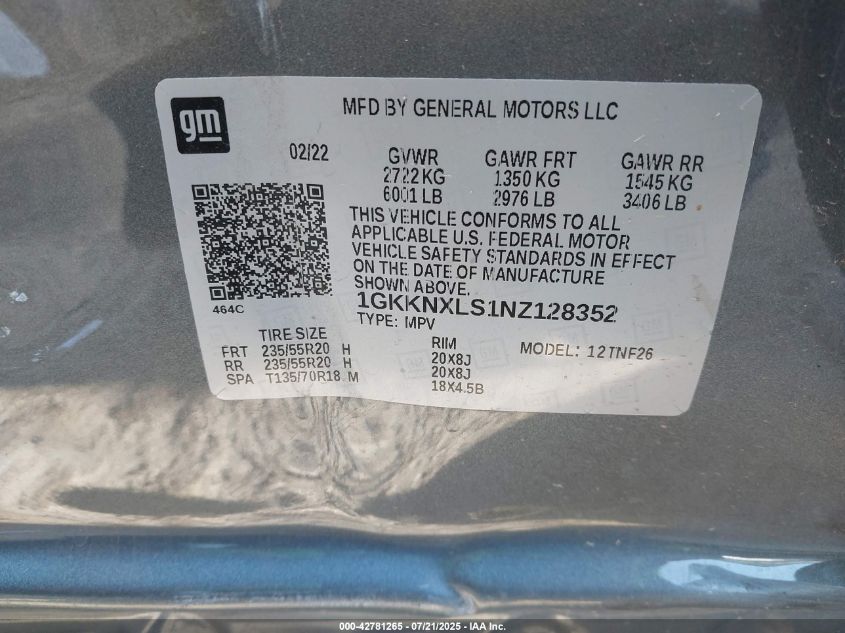 gm
MFD BY GENERAL MOTORS LLC
02/22
GVWR GAWR FRT GAWR RR
2722 KG 1350 KG 1545 KG
6001 LB 2976 LB 3406 LB
THIS VEHICLE CONFORMS TO ALL
APPLICABLE U.S. FEDERAL MOTOR
VEHICLE SAFETY STANDARDS IN EFFECT
ON THE DATE OF MANUFACTURE
SHOWN ABOVE.
464C
1GKKNXLS1NZ128352
TYPE: MPV
TIRE SIZE RIM MODEL: 12TNF26
FRT 235/55R20 H 20X8J
RR 235/55R20 H 20X8J
SPA T135/70R18 M 18X4.5B
000-42781265 - 07/21/2025 - IAA Inc.